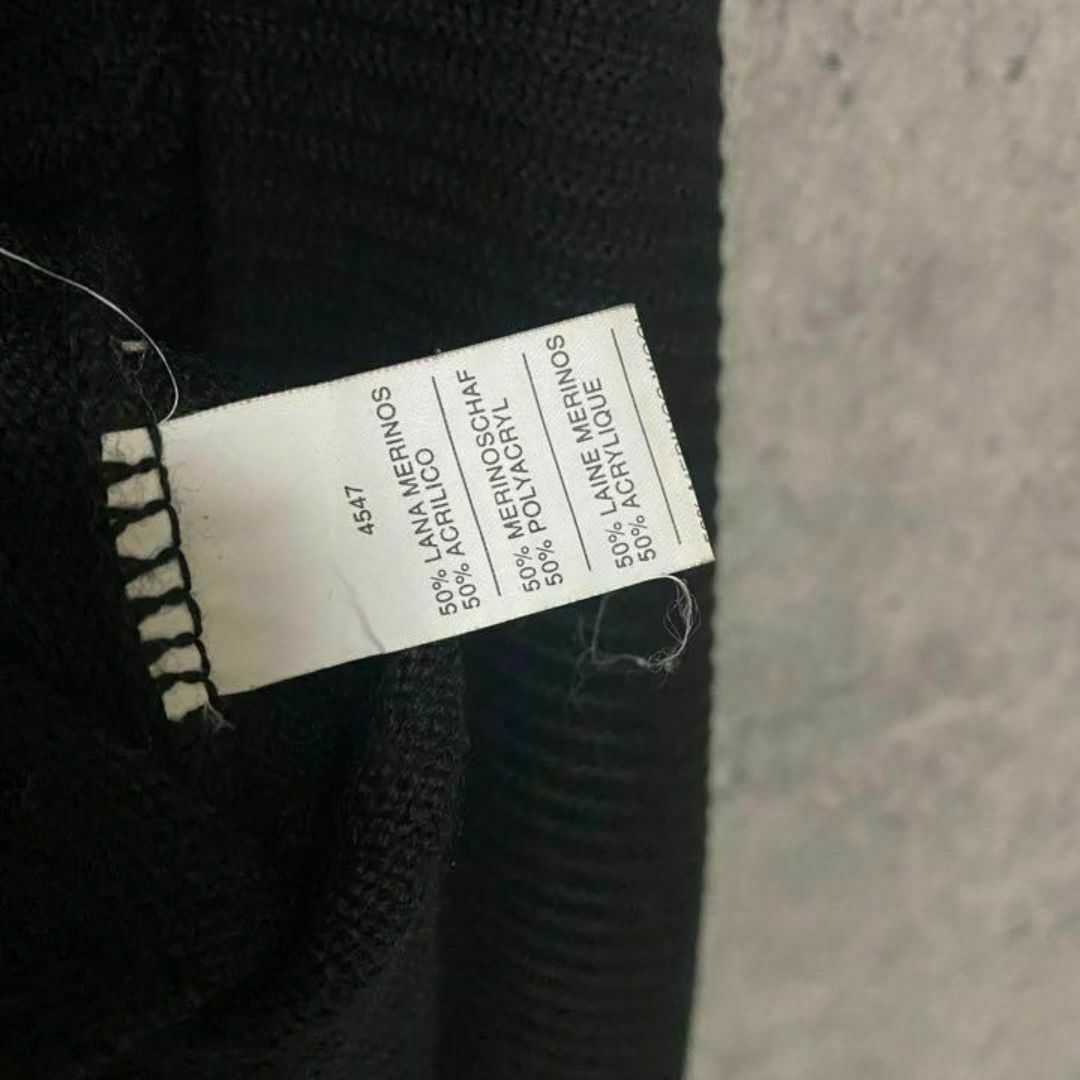 4547
50% LANA MERINOS
50% ACRILICO
50% MERINOSCHAF
50% POLYACRYL
50% LAINE MERINOS
50% ACRYLIQUE